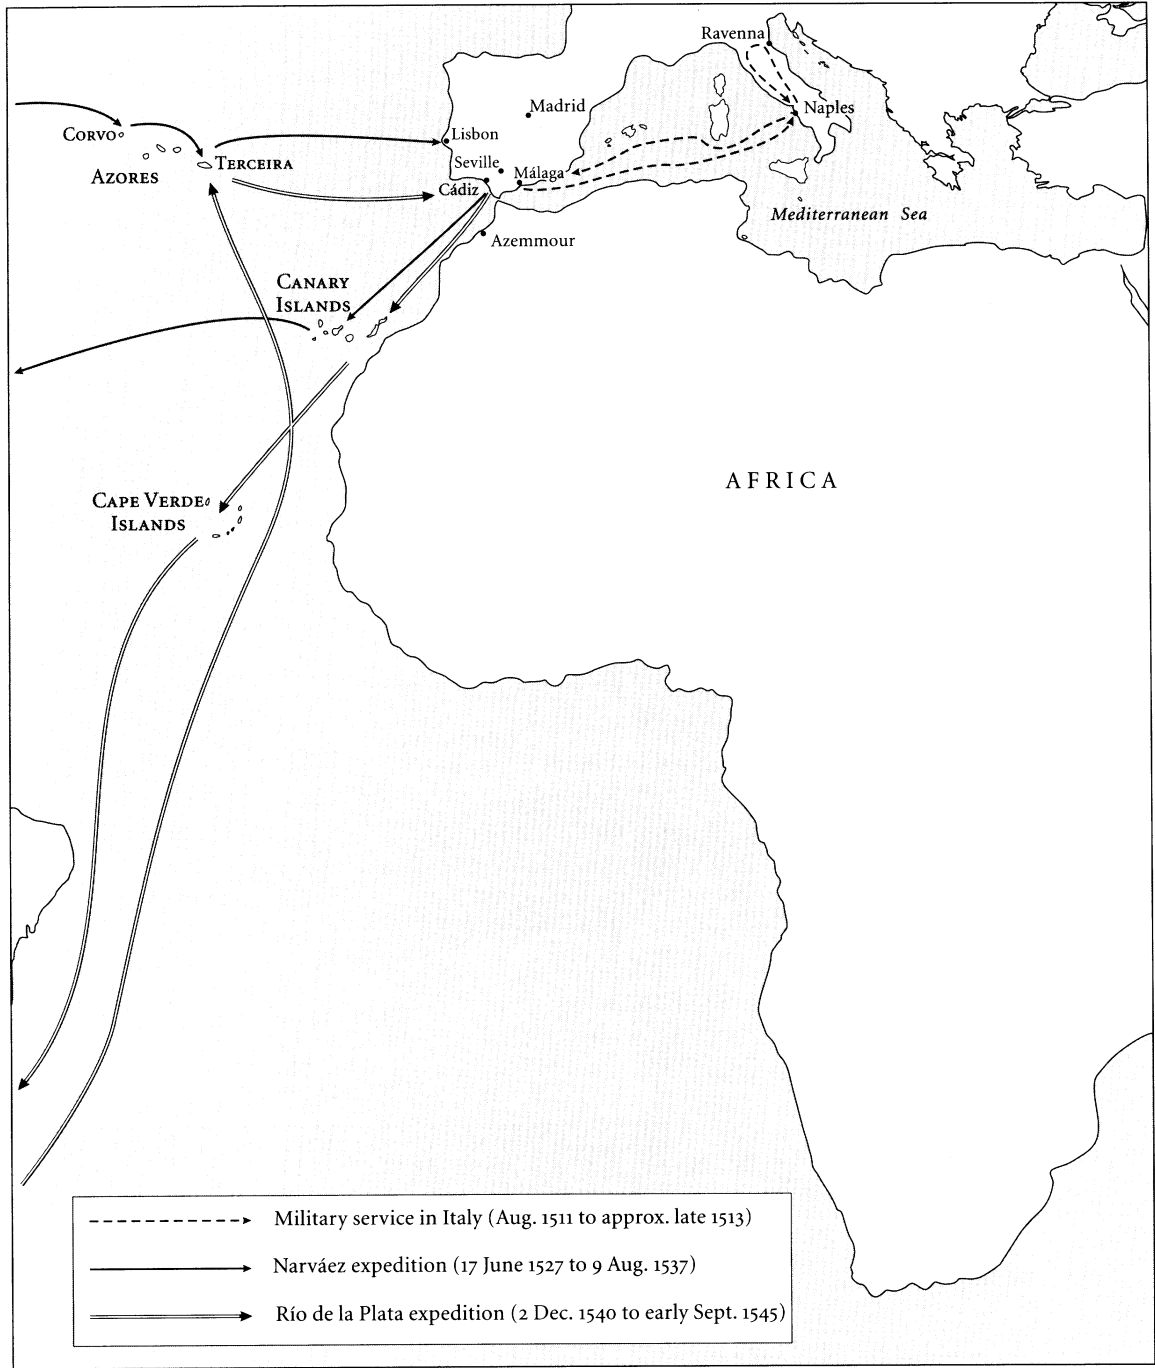 Ravenna
Madrid
Naples
CORVO
Lisbon
TERCEIRA
AZORES
Seville
Málaga
Cádiz
Mediterranean Sea
Azemmour
CANARY
ISLANDS
AFRICA
CAPE VERDE
ISLANDS
Military service in Italy (Aug. 1511 to approx. late 1513)
Narváez expedition (17 June 1527 to 9 Aug. 1537)
Río de la Plata expedition (2 Dec. 1540 to early Sept. 1545)